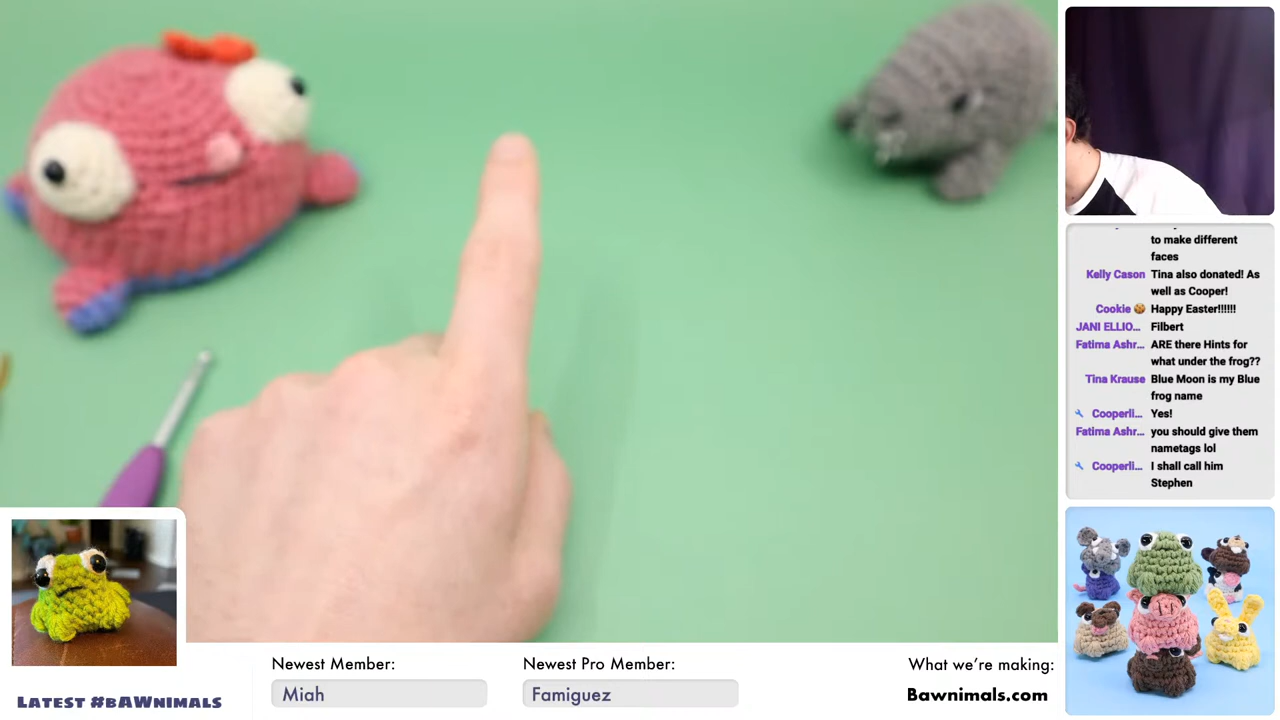 to make different
faces
Kelly Cason Tina also donated! As
well as Cooper!
Cookie 🍪 Happy Easter!!!!!!
JANI ELLIO... Filbert
Fatima Ashr... ARE there Hints for
what under the frog??
Tina Krause Blue Moon is my Blue
frog name
Cooperli... Yes!
Fatima Ashr... you should give them
nametags lol
Cooperli... I shall call him
Stephen
Newest Member:
Miah
Newest Pro Member:
Famiguez
What we're making:
Bawnimals.com
LATEST #BAWNIMALS